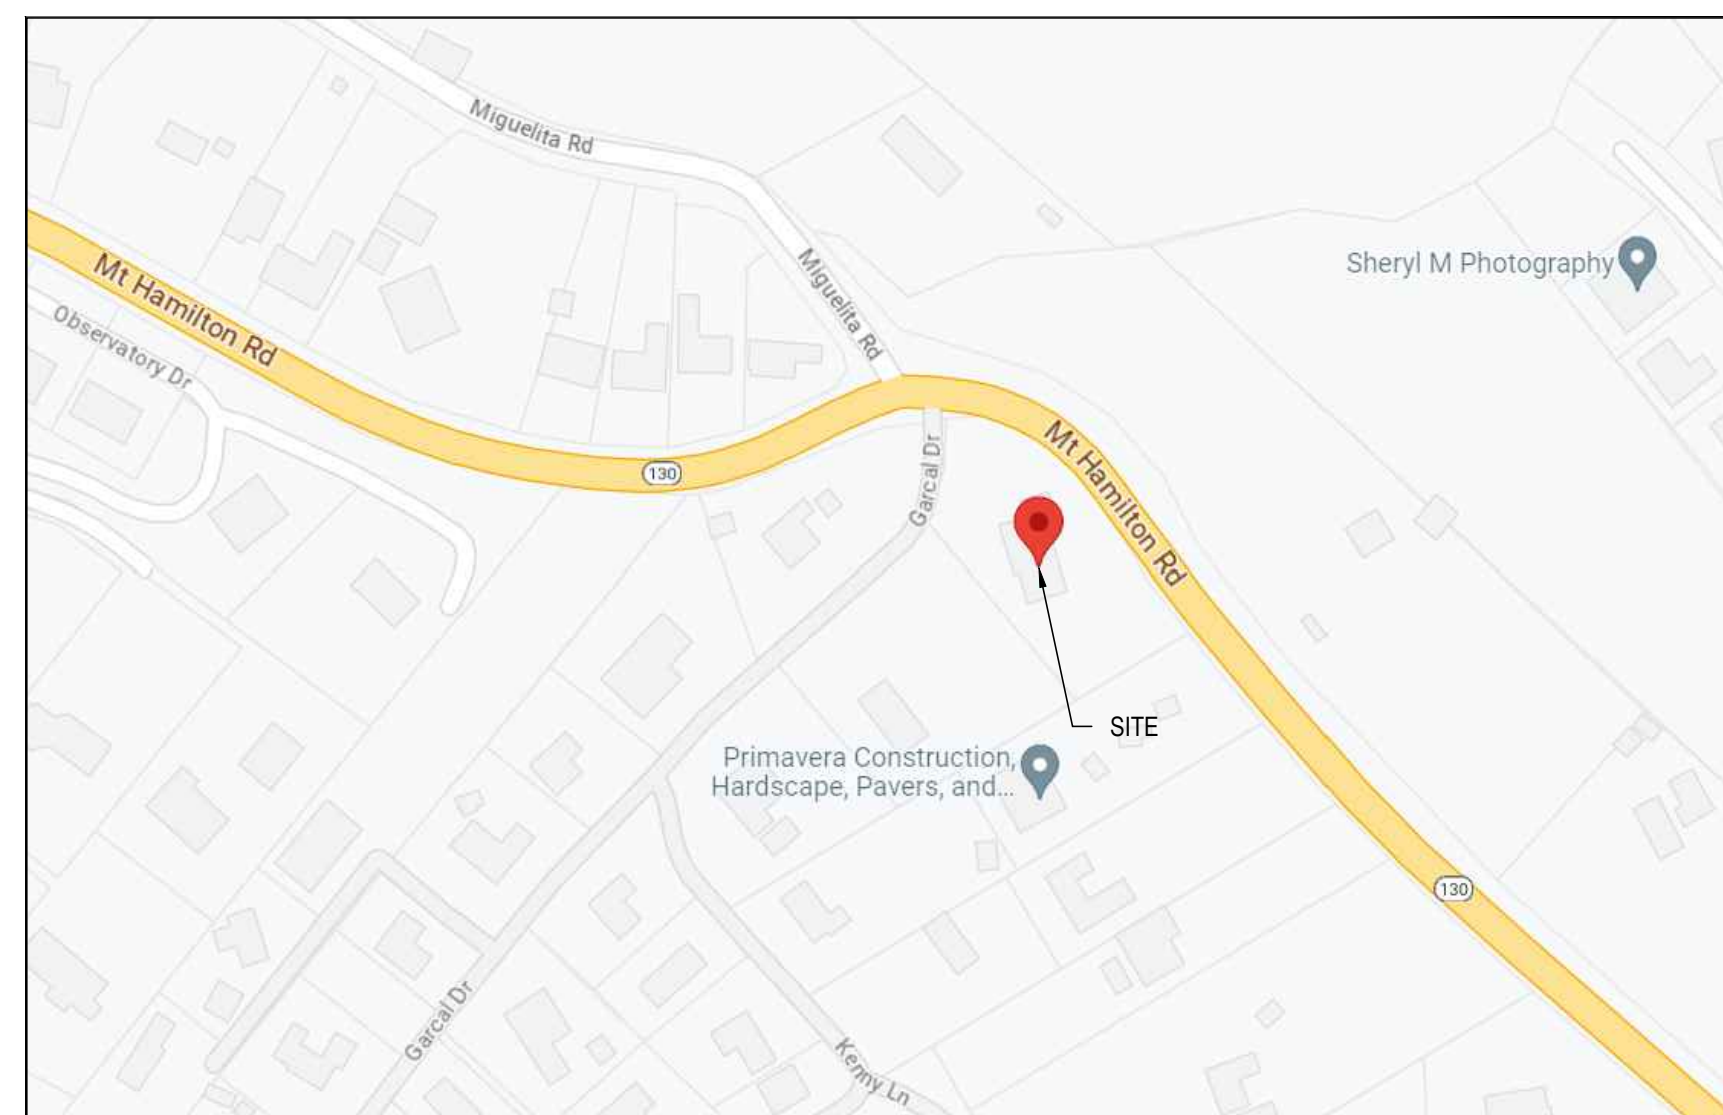 Miguelita Rd
Miguelita Rd
Sheryl M Photography
Mt Hamilton Rd
Observatory Dr
130
Garcal Dr
Mt Hamilton Rd
SITE
Primavera Construction,
Hardscape, Pavers, and...
130
Garcal Dr
Kenny Ln